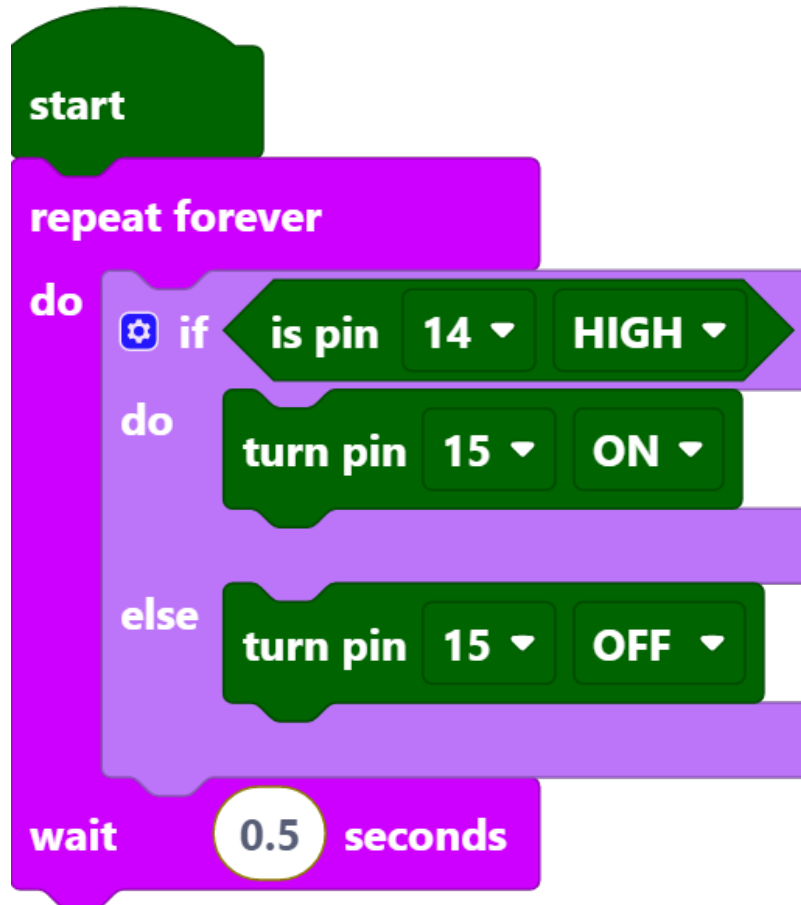 start
repeat forever
do
if is pin 14 HIGH
do
turn pin 15 ON
else
turn pin 15 OFF
wait 0.5 seconds